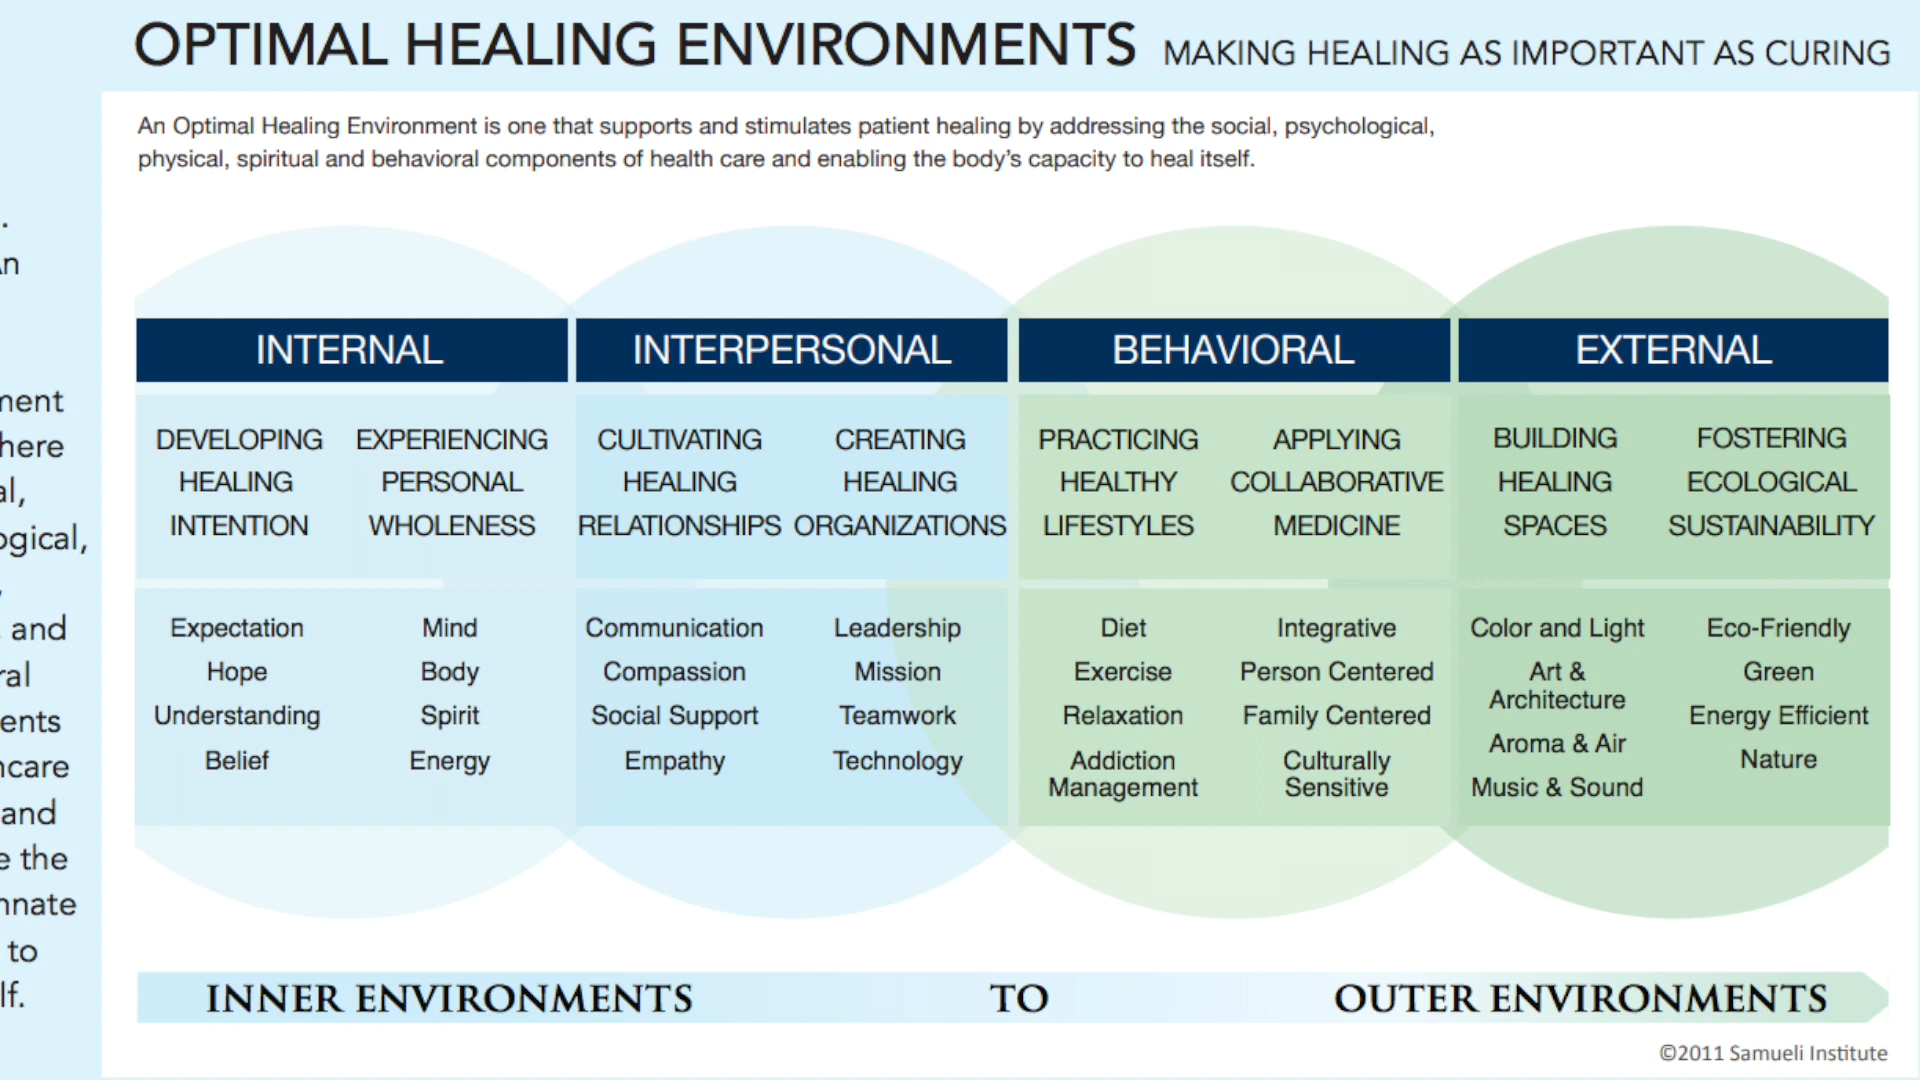 OPTIMAL HEALING ENVIRONMENTS MAKING HEALING AS IMPORTANT AS CURING
An Optimal Healing Environment is one that supports and stimulates patient healing by addressing the social, psychological,
physical, spiritual and behavioral components of health care and enabling the body's capacity to heal itself.
INTERNAL
DEVELOPING
HEALING
INTENTION
Expectation
Hope
Understanding
Belief
EXPERIENCING
PERSONAL
WHOLENESS
Mind
Body
Spirit
Energy
INTERPERSONAL
CULTIVATING
HEALING
RELATIONSHIPS
Communication
Compassion
Social Support
Empathy
CREATING
HEALING
ORGANIZATIONS
Leadership
Mission
Teamwork
Technology
BEHAVIORAL
PRACTICING
HEALTHY
LIFESTYLES
Diet
Exercise
Relaxation
Addiction
Management
APPLYING
COLLABORATIVE
MEDICINE
Integrative
Person Centered
Family Centered
Culturally
Sensitive
EXTERNAL
BUILDING
HEALING
SPACES
Color and Light
Art &
Architecture
Aroma & Air
Music & Sound
FOSTERING
ECOLOGICAL
SUSTAINABILITY
Eco-Friendly
Green
Energy Efficient
Nature
INNER ENVIRONMENTS TO OUTER ENVIRONMENTS
©2011 Samueli Institute
and
and
the
to